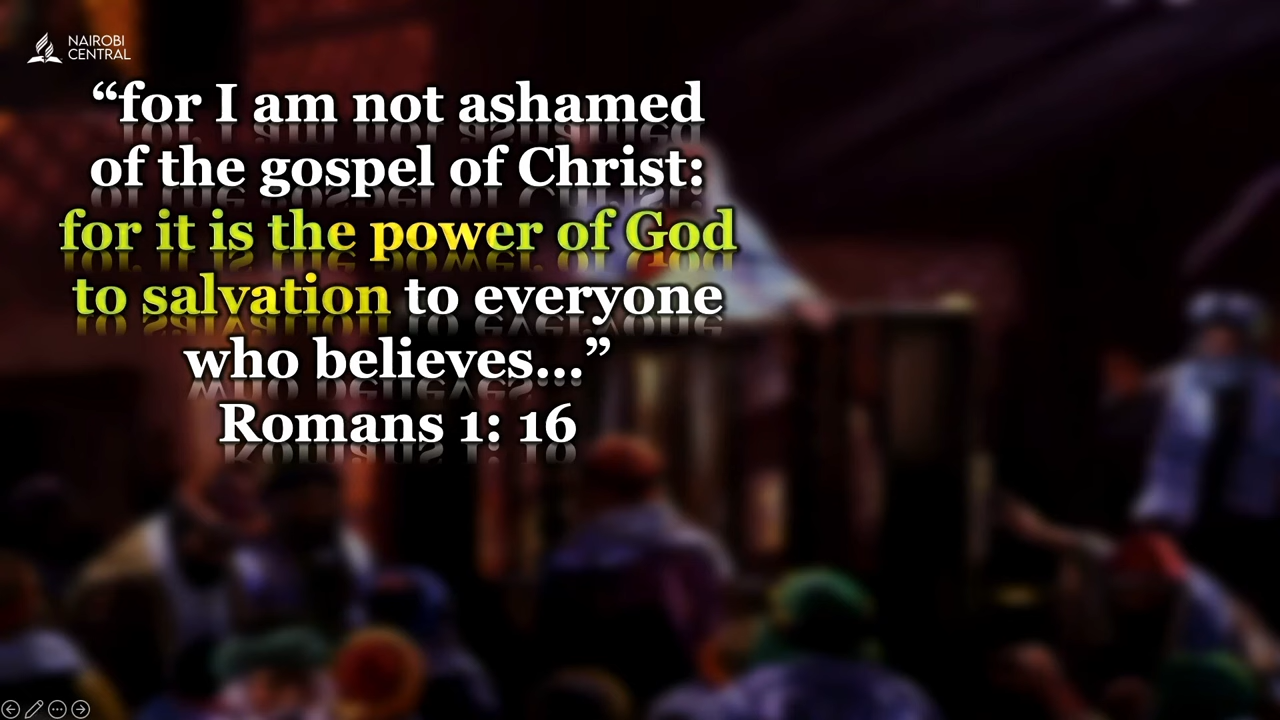 NAIROBI
CENTRAL
“for I am not ashamed
of the gospel of Christ:
for it is the power of God
to salvation to everyone
who believes...”
Romans 1: 16